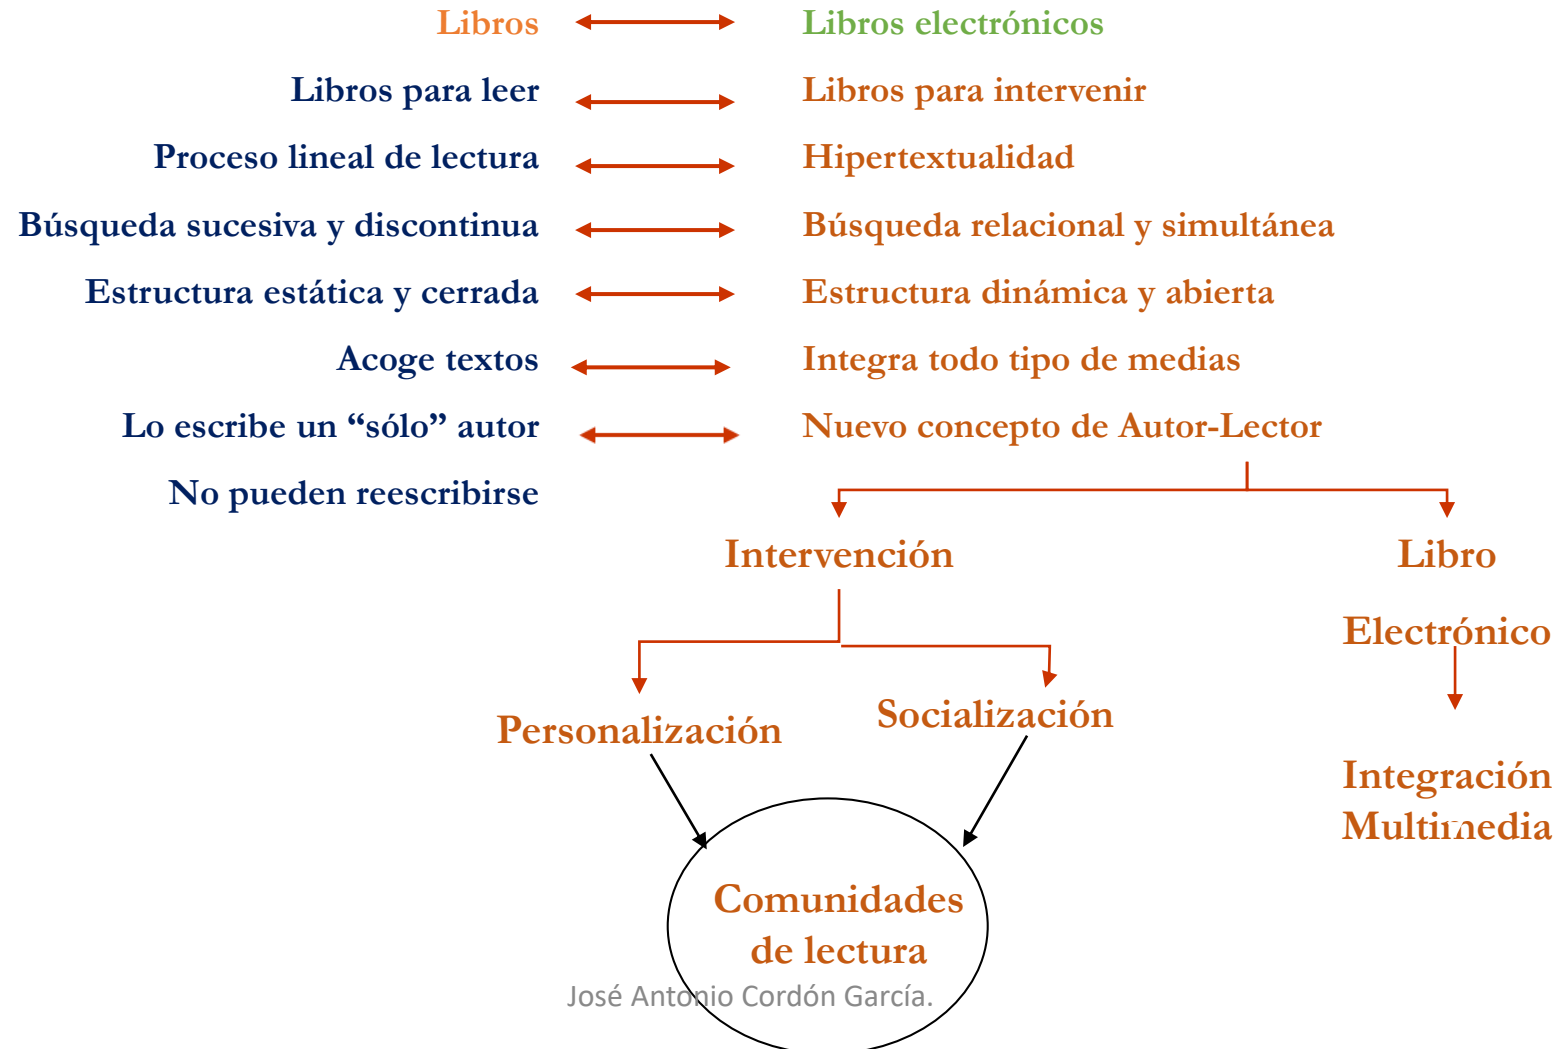 Libros
Libros electrónicos
Libros para leer
Libros para intervenir
Proceso lineal de lectura
Hipertextualidad
Búsqueda sucesiva y discontinua
Búsqueda relacional y simultánea
Estructura estática y cerrada
Estructura dinámica y abierta
Acoge textos
Integra todo tipo de medias
Lo escribe un “sólo” autor
Nuevo concepto de Autor-Lector
No pueden reescribirse
Intervención
Libro
Electrónico
Personalización
Socialización
Integración
Multimedia
Comunidades
de lectura
José Antonio Cordón García.